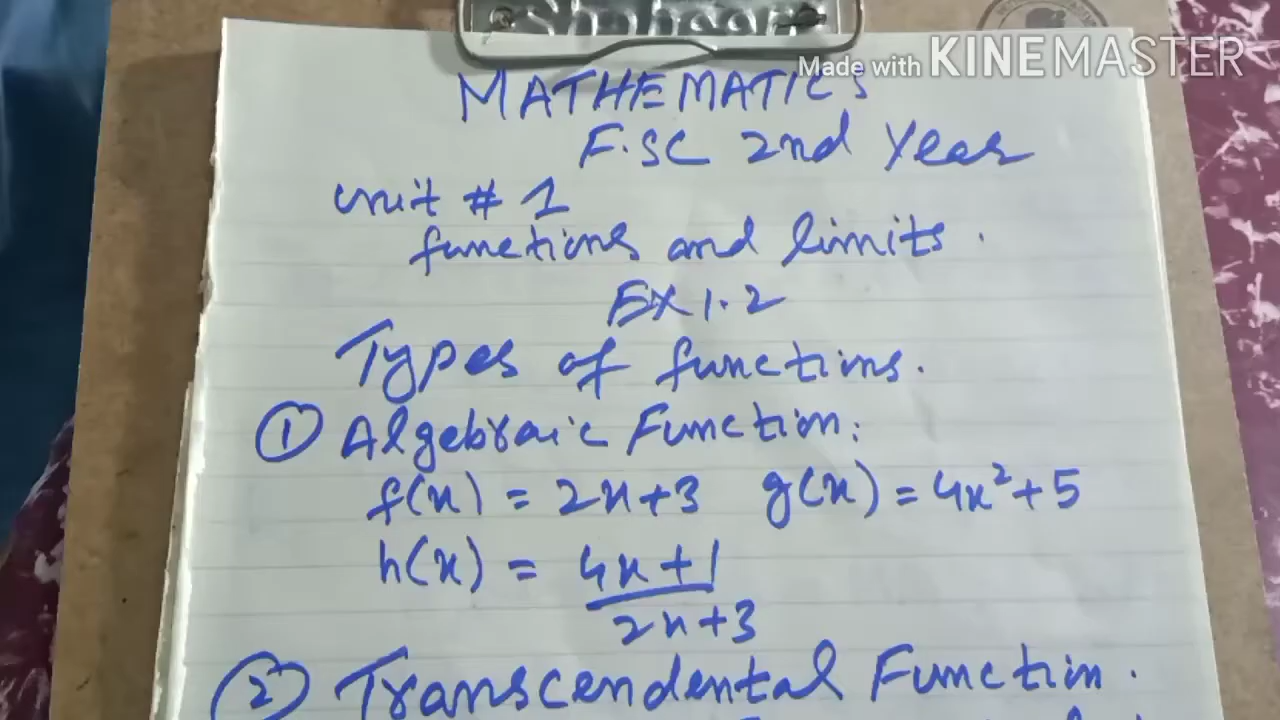 Shaheen
Made with KINEMASTER
MATHEMATICS
F.SC 2nd Year
Unit # 1
functions and limits.
EX 1.2
Types of functions.
① Algebraic Function:
f(x) = 2x+3 g(x) = 4x²+5
h(x) = 4x+1
2x+3
② Transcendental Function.